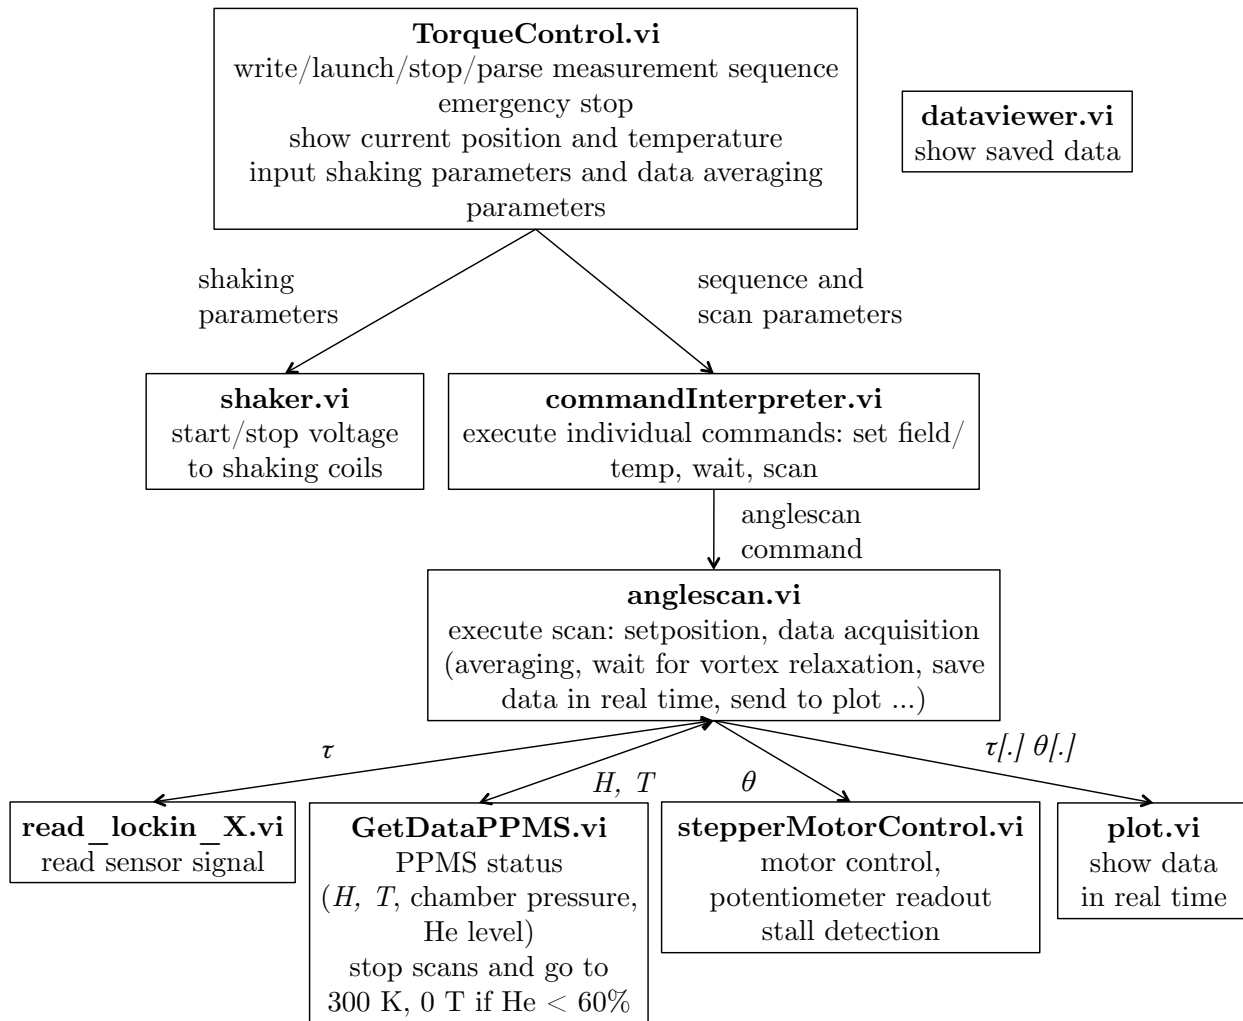 TorqueControl.vi
write/launch/stop/parse measurement sequence
emergency stop
show current position and temperature
input shaking parameters and data averaging
parameters
dataviewer.vi
show saved data
shaking
parameters
sequence and
scan parameters
shaker.vi
start/stop voltage
to shaking coils
commandInterpreter.vi
execute individual commands: set field/
temp, wait, scan
anglescan
command
anglescan.vi
execute scan: setposition, data acquisition
(averaging, wait for vortex relaxation, save
data in real time, send to plot ...)
τ
H, T
θ
τ[.] θ[.]
read_lockin_X.vi
read sensor signal
GetDataPPMS.vi
PPMS status
(H, T, chamber pressure,
He level)
stop scans and go to
300 K, 0 T if He < 60%
stepperMotorControl.vi
motor control,
potentiometer readout
stall detection
plot.vi
show data
in real time